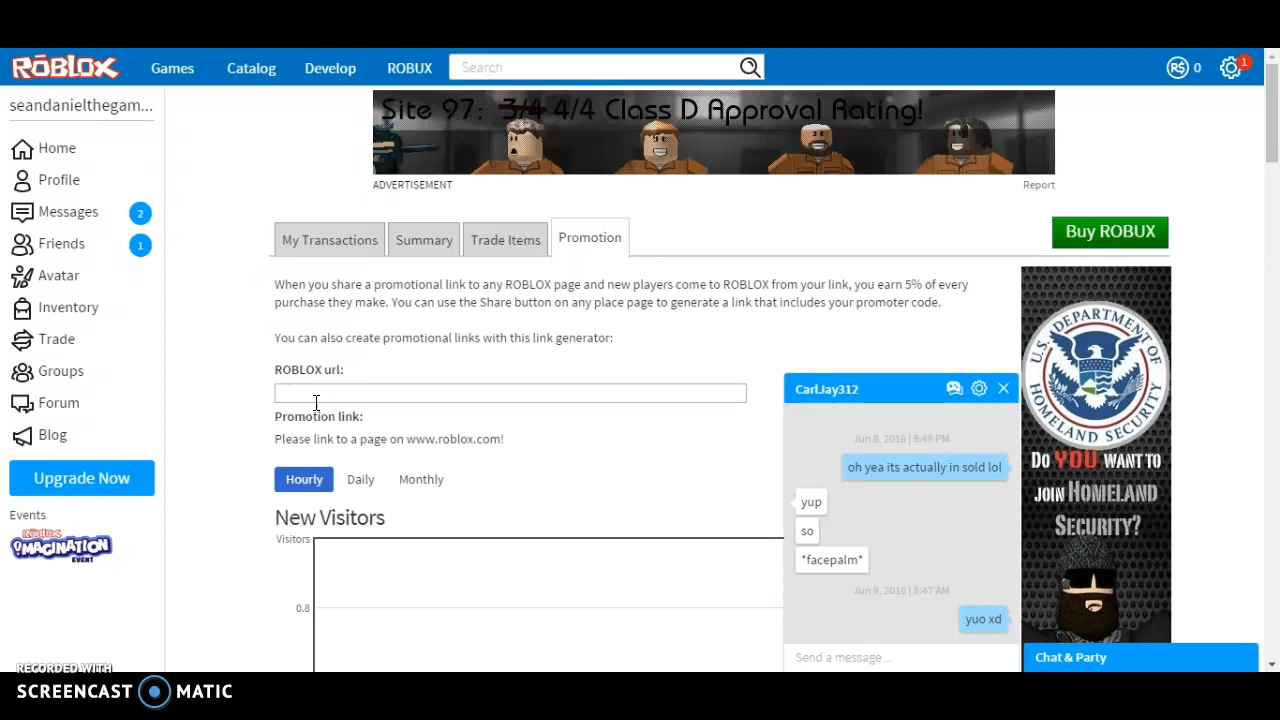 ROBLOX
Games
Catalog
Develop
ROBUX
Search
R$ 0
1
seandanielthegam...
Site 97: 3/4 4/4 Class D Approval Rating!
ADVERTISEMENT
Report
Home
Profile
Messages
2
Friends
1
Avatar
Inventory
Trade
Groups
Forum
Blog
Upgrade Now
Events
ROBLOX
IMAGINATION
EVENT
My Transactions
Summary
Trade Items
Promotion
Buy ROBUX
When you share a promotional link to any ROBLOX page and new players come to ROBLOX from your link, you earn 5% of every
purchase they make. You can use the Share button on any place page to generate a link that includes your promoter code.
You can also create promotional links with this link generator:
ROBLOX url:
Promotion link:
Please link to a page on www.roblox.com!
Hourly
Daily
Monthly
New Visitors
Visitors
0.8
CarlJay312
Jun 8, 2016 | 8:49 PM
oh yea its actually in sold lol
yup
so
*facepalm*
Jun 9, 2016 | 8:47 AM
yuo xd
Send a message ...
U.S. DEPARTMENT OF
HOMELAND SECURITY
DO YOU WANT TO
JOIN HOMELAND
SECURITY?
Chat & Party
RECORDED WITH
SCREENCAST MATIC